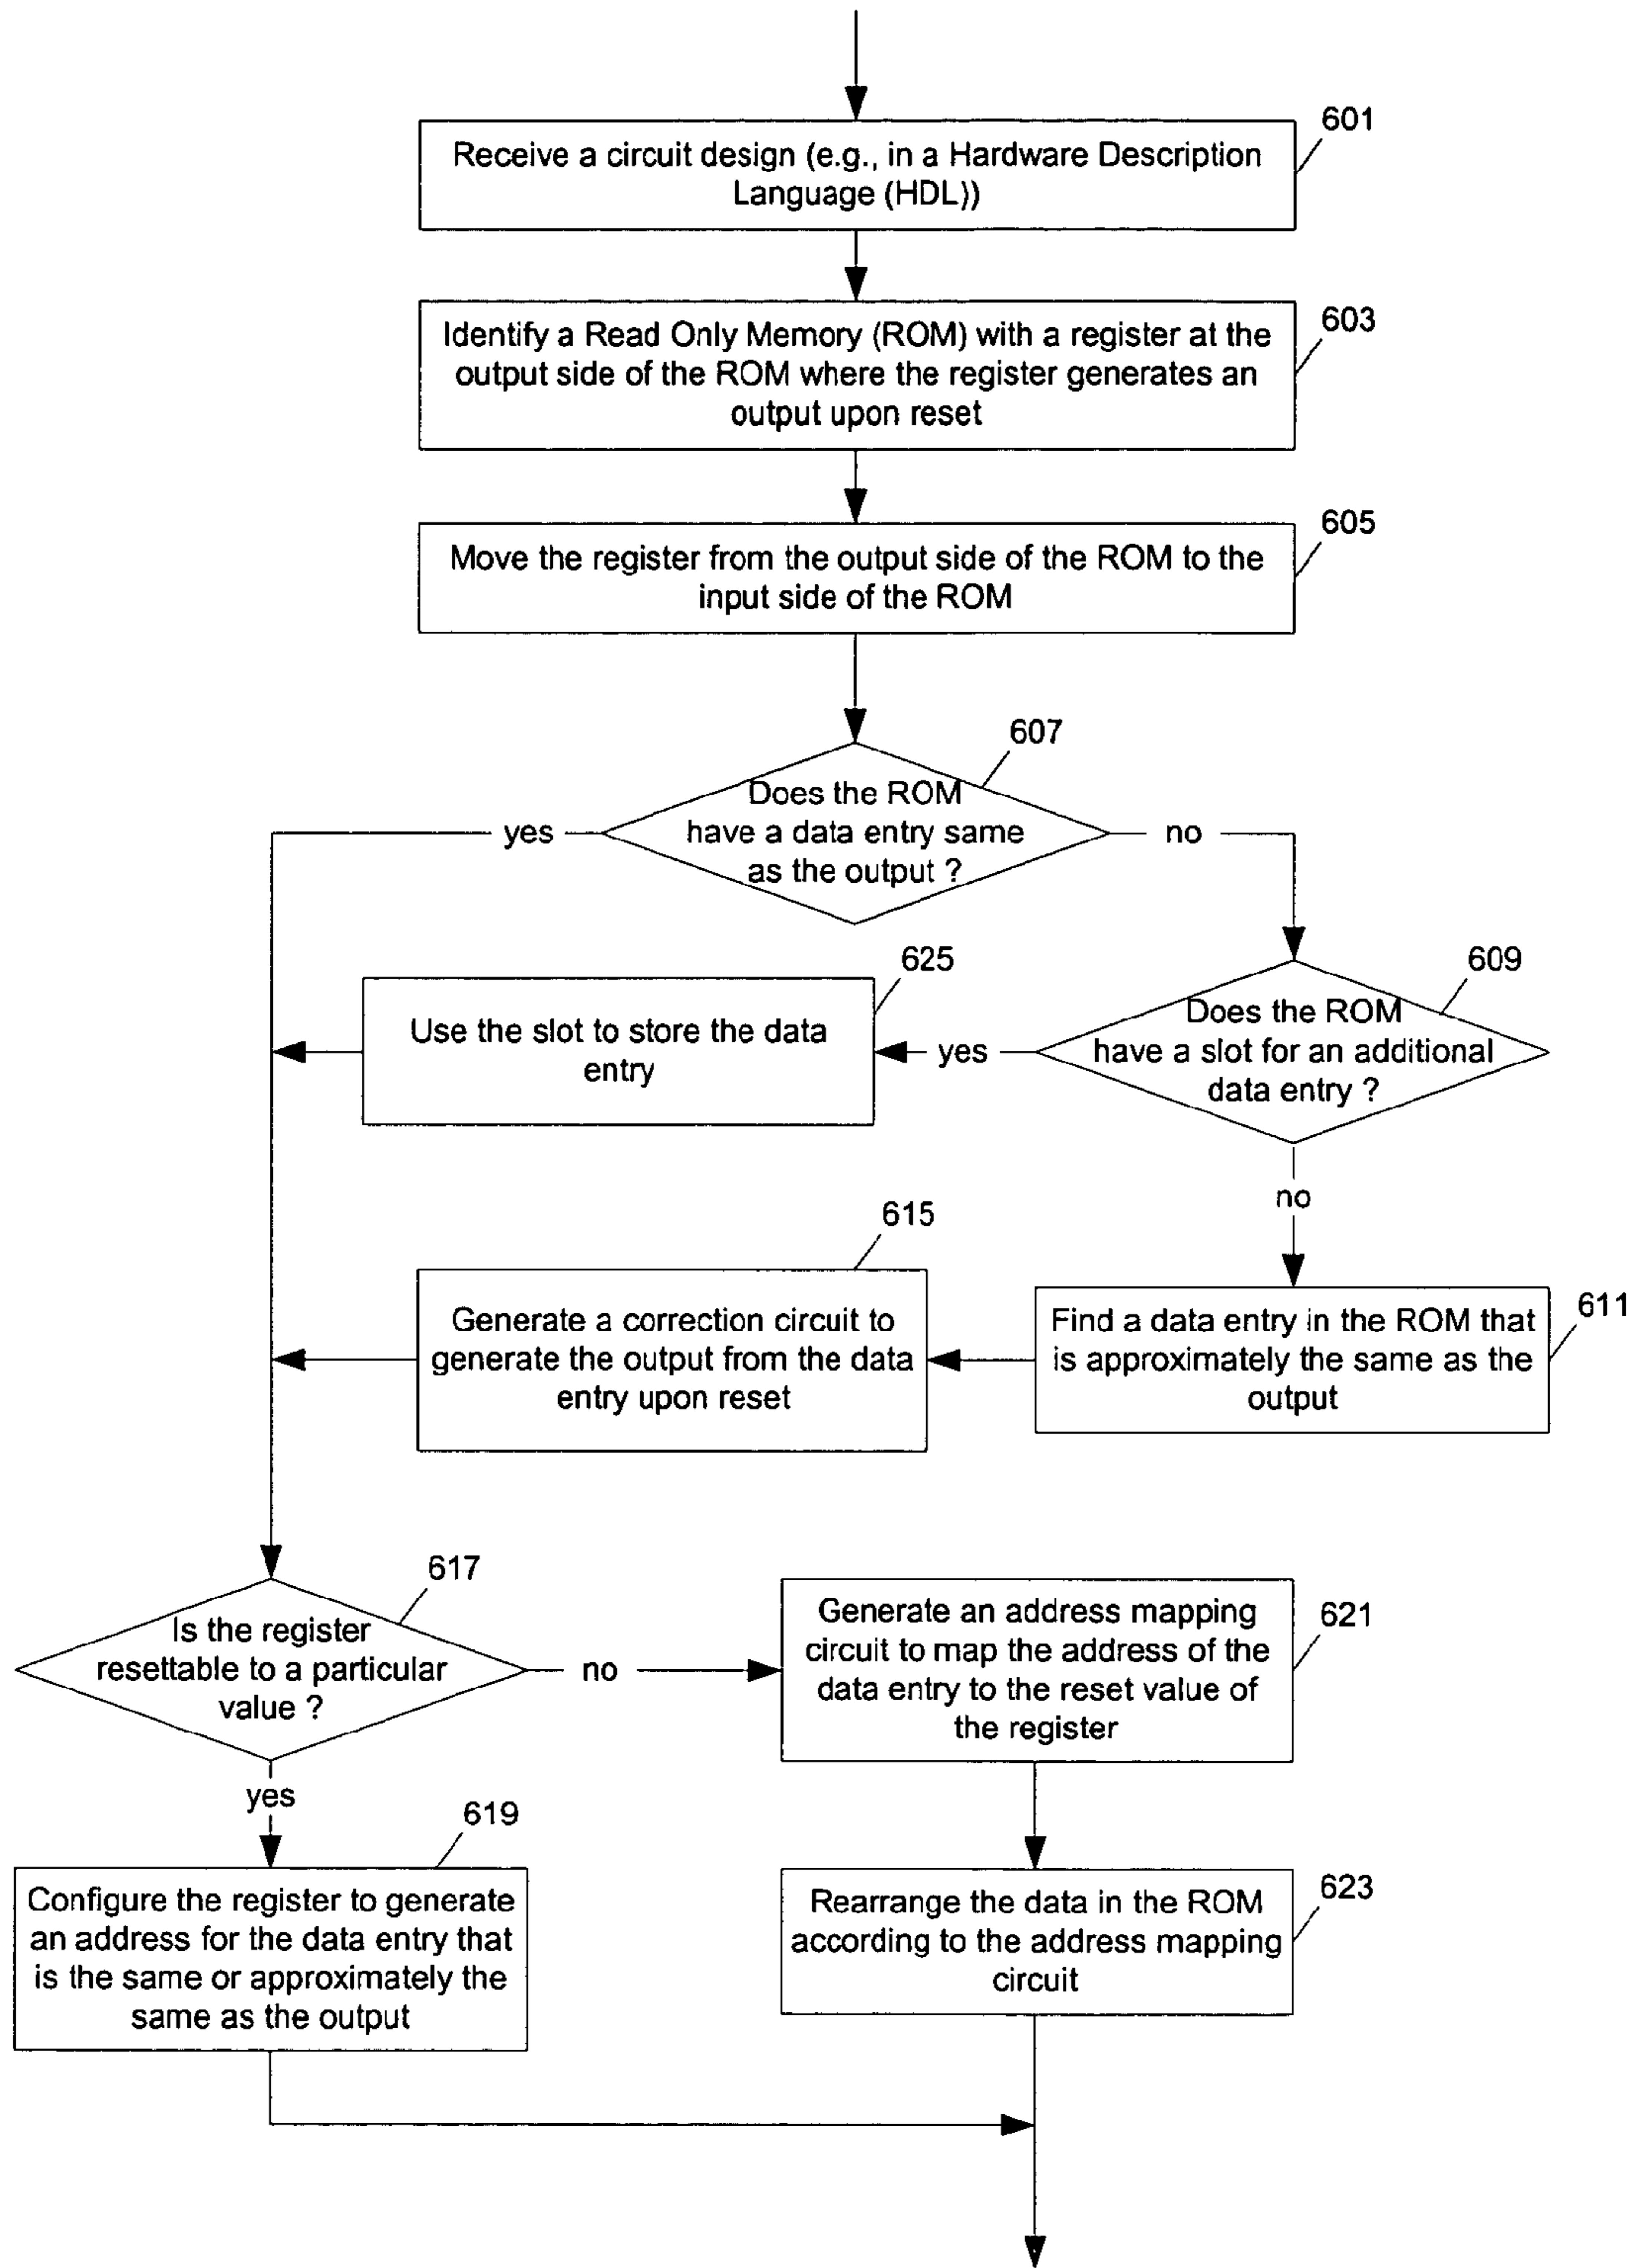 601
Receive a circuit design (e.g., in a Hardware Description
Language (HDL))
603
Identify a Read Only Memory (ROM) with a register at the
output side of the ROM where the register generates an
output upon reset
605
Move the register from the output side of the ROM to the
input side of the ROM
607
Does the ROM
have a data entry same
as the output ?
yes
no
625
Use the slot to store the data
entry
609
Does the ROM
have a slot for an additional
data entry ?
yes
no
615
Generate a correction circuit to
generate the output from the data
entry upon reset
611
Find a data entry in the ROM that
is approximately the same as the
output
617
Is the register
resettable to a particular
value ?
no
yes
621
Generate an address mapping
circuit to map the address of the
data entry to the reset value of
the register
619
Configure the register to generate
an address for the data entry that
is the same or approximately the
same as the output
623
Rearrange the data in the ROM
according to the address mapping
circuit